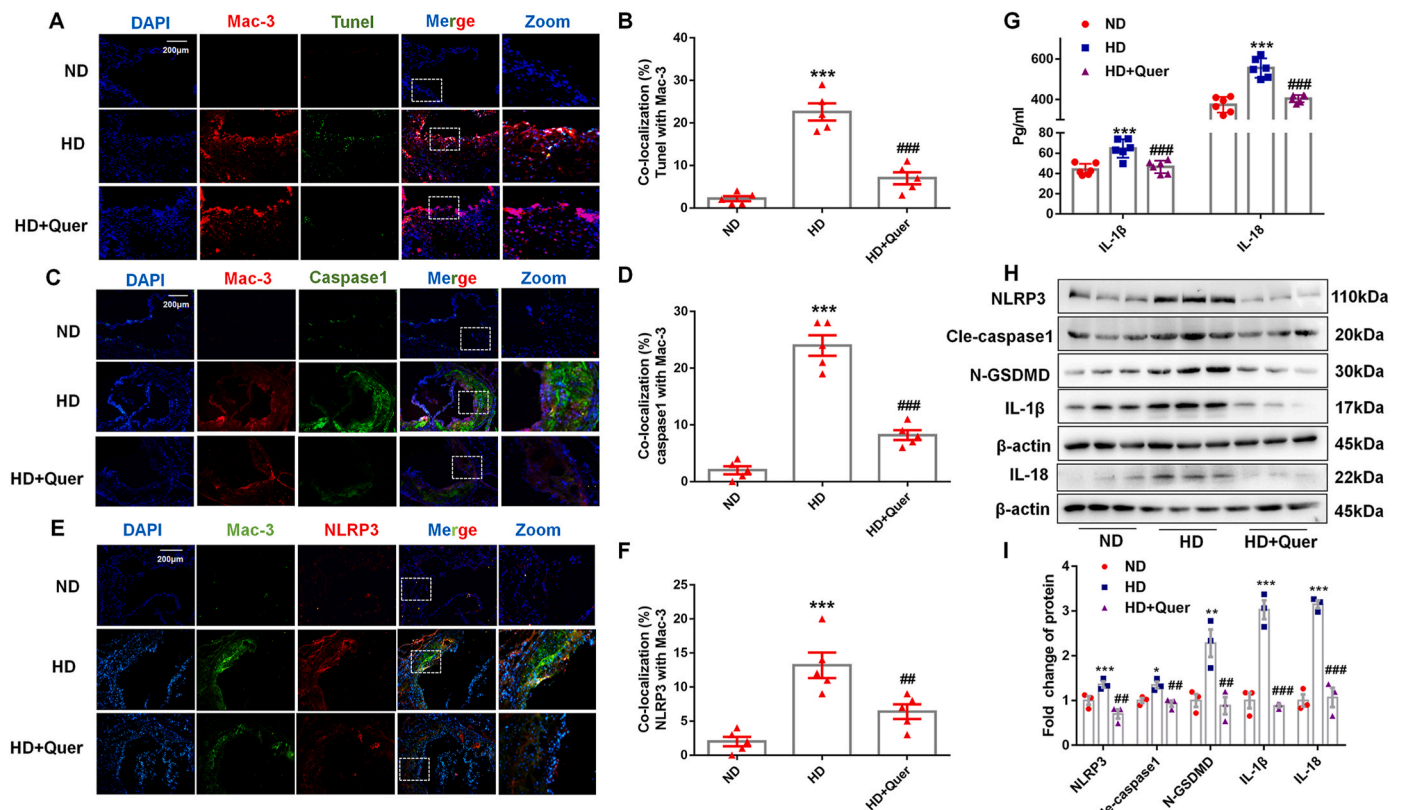 A
DAPI Mac-3 Tunel Merge Zoom
200μm
ND
HD
HD+Quer
B
Co-localization (%)
Tunel with Mac-3
40
30
20
10
0
***
###
ND HD HD+Quer
C
DAPI Mac-3 Caspase1 Merge Zoom
200μm
ND
HD
HD+Quer
D
Co-localization (%)
caspase1 with Mac-3
30
20
10
0
***
###
ND HD HD+Quer
E
DAPI Mac-3 NLRP3 Merge Zoom
200μm
ND
HD
HD+Quer
F
Co-localization (%)
NLRP3 with Mac-3
25
20
15
10
5
0
***
##
ND HD HD+Quer
G
ND
HD
HD+Quer
Pg/ml
600
400
200
80
60
40
20
0
*** ###
*** ###
IL-1β IL-18
H
NLRP3 110kDa
Cle-caspase1 20kDa
N-GSDMD 30kDa
IL-1β 17kDa
β-actin 45kDa
IL-18 22kDa
β-actin 45kDa
ND HD HD+Quer
I
ND
HD
HD+Quer
Fold change of protein
4
3
2
1
0
*** ##
* ##
** ##
*** ###
*** ###
NLRP3 le-caspase1 N-GSDMD IL-1β IL-18